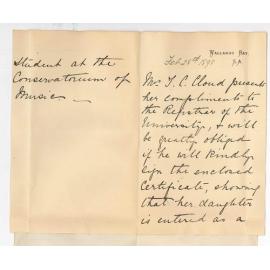 Wallaroo Bay,
S.A.
Feb 28th 1898
Mrs T. C. Cloud presents
her compliments to
the Registrar of the
University, & will
be greatly obliged
if he will kindly
sign the enclosed
Certificate, showing
that her daughter
is entered as a
Student at the
Conservatorium of
Music.